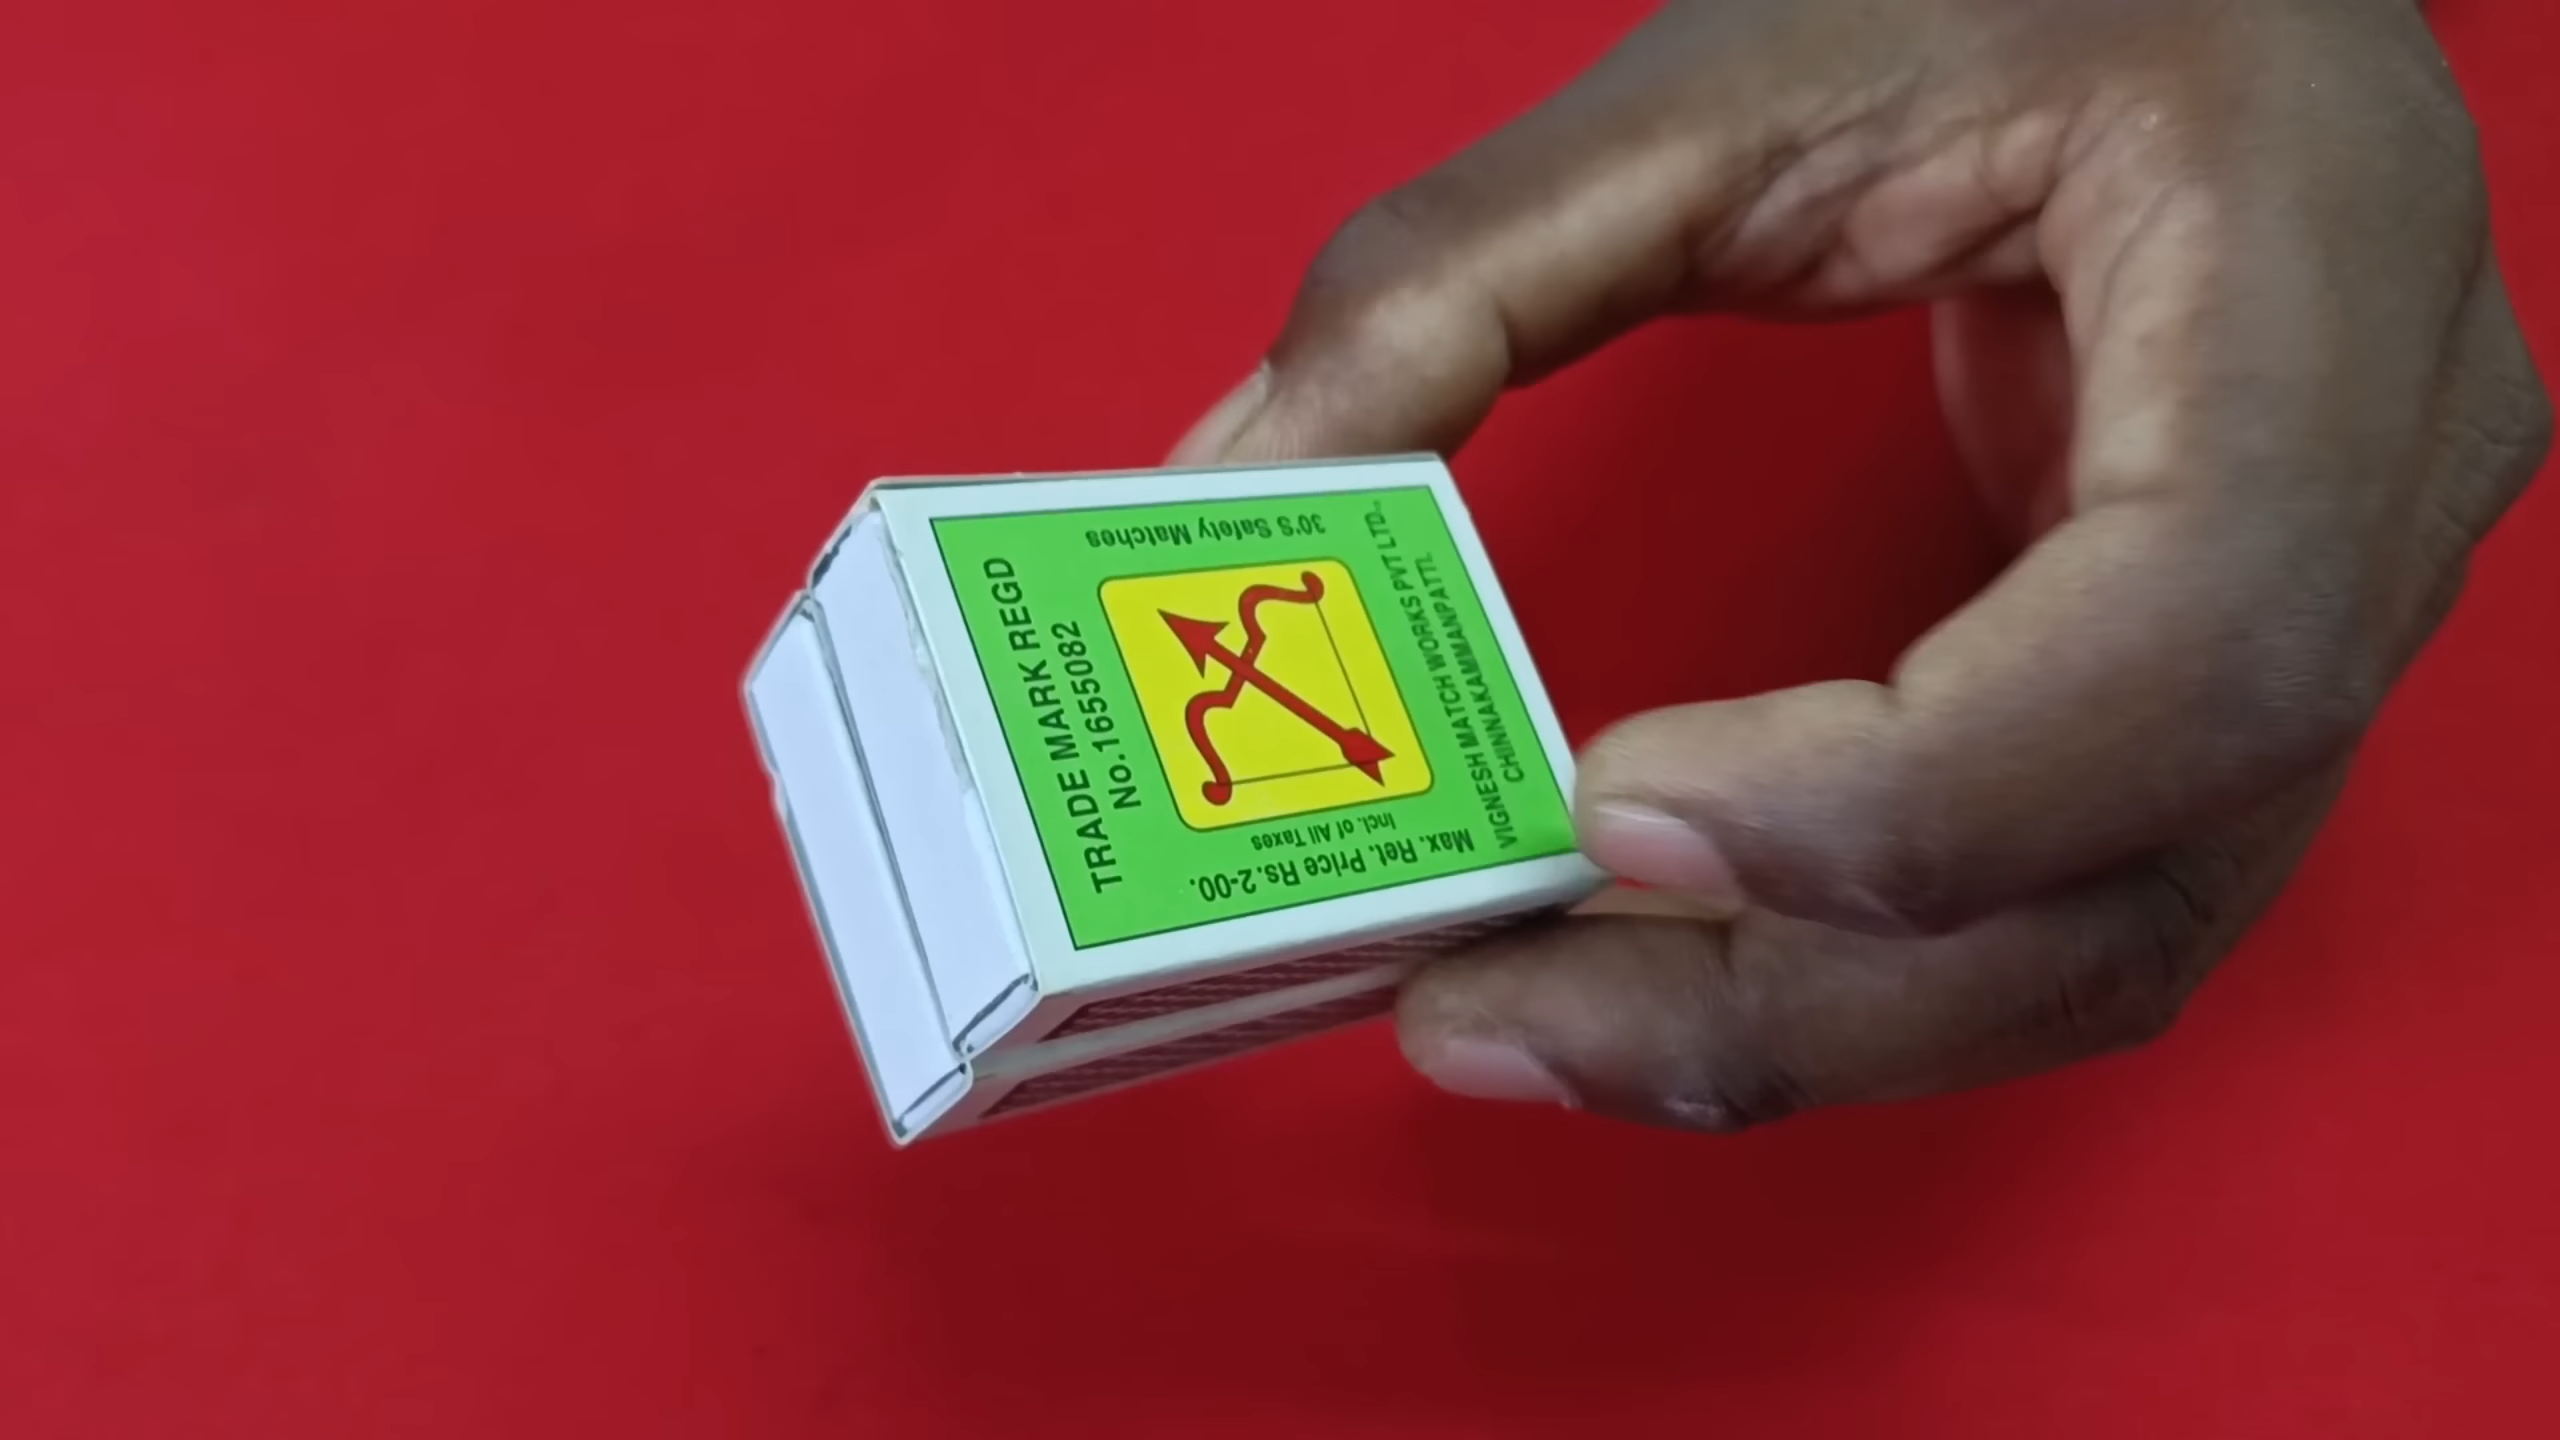 TRADE MARK REGD
No.1655082
30'S Safety Matches
Max. Ret. Price Rs.2-00.
Incl. of All Taxes
VIGNESH MATCH WORKS PVT LTD.,
CHINNAKAMMANPATTI.